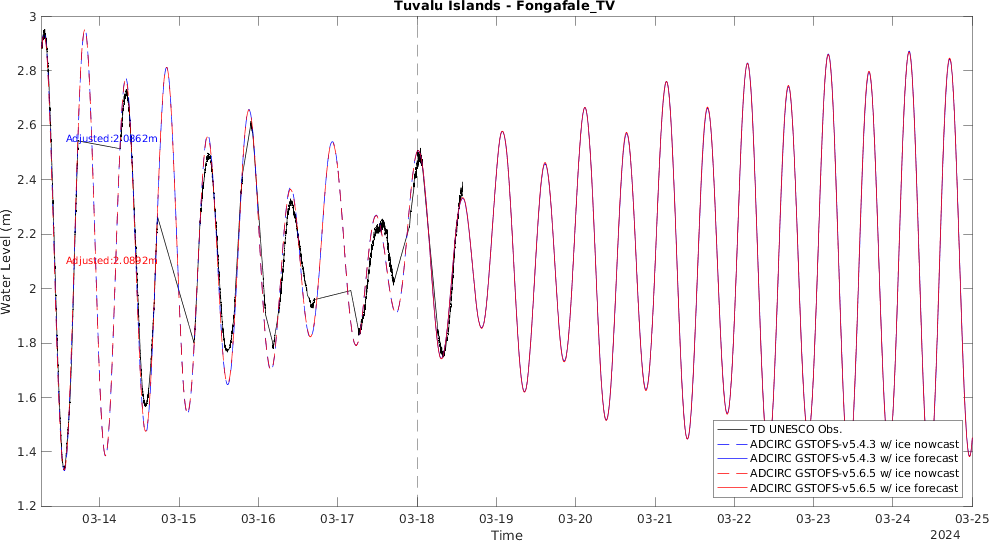 Tuvalu Islands - Fongafale_TV
Water Level (m)
3
2.8
2.6
2.4
2.2
2
1.8
1.6
1.4
1.2
Adjusted:2.0862m
Adjusted:2.0892m
TD UNESCO Obs.
ADCIRC GSTOFS-v5.4.3 w/ ice nowcast
ADCIRC GSTOFS-v5.4.3 w/ ice forecast
ADCIRC GSTOFS-v5.6.5 w/ ice nowcast
ADCIRC GSTOFS-v5.6.5 w/ ice forecast
03-14 03-15 03-16 03-17 03-18 03-19 03-20 03-21 03-22 03-23 03-24 03-25
Time
2024